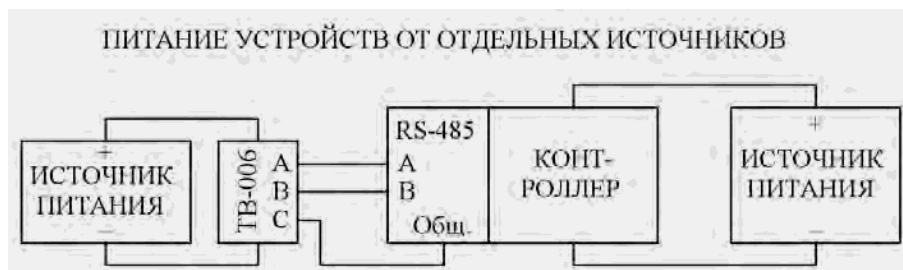 ПИТАНИЕ УСТРОЙСТВ ОТ ОТДЕЛЬНЫХ ИСТОЧНИКОВ
+
ИСТОЧНИК
ПИТАНИЯ
−
ТВ-006
A
B
C
RS-485
A
B
Общ.
КОНТ-
РОЛЛЕР
+
ИСТОЧНИК
ПИТАНИЯ
−